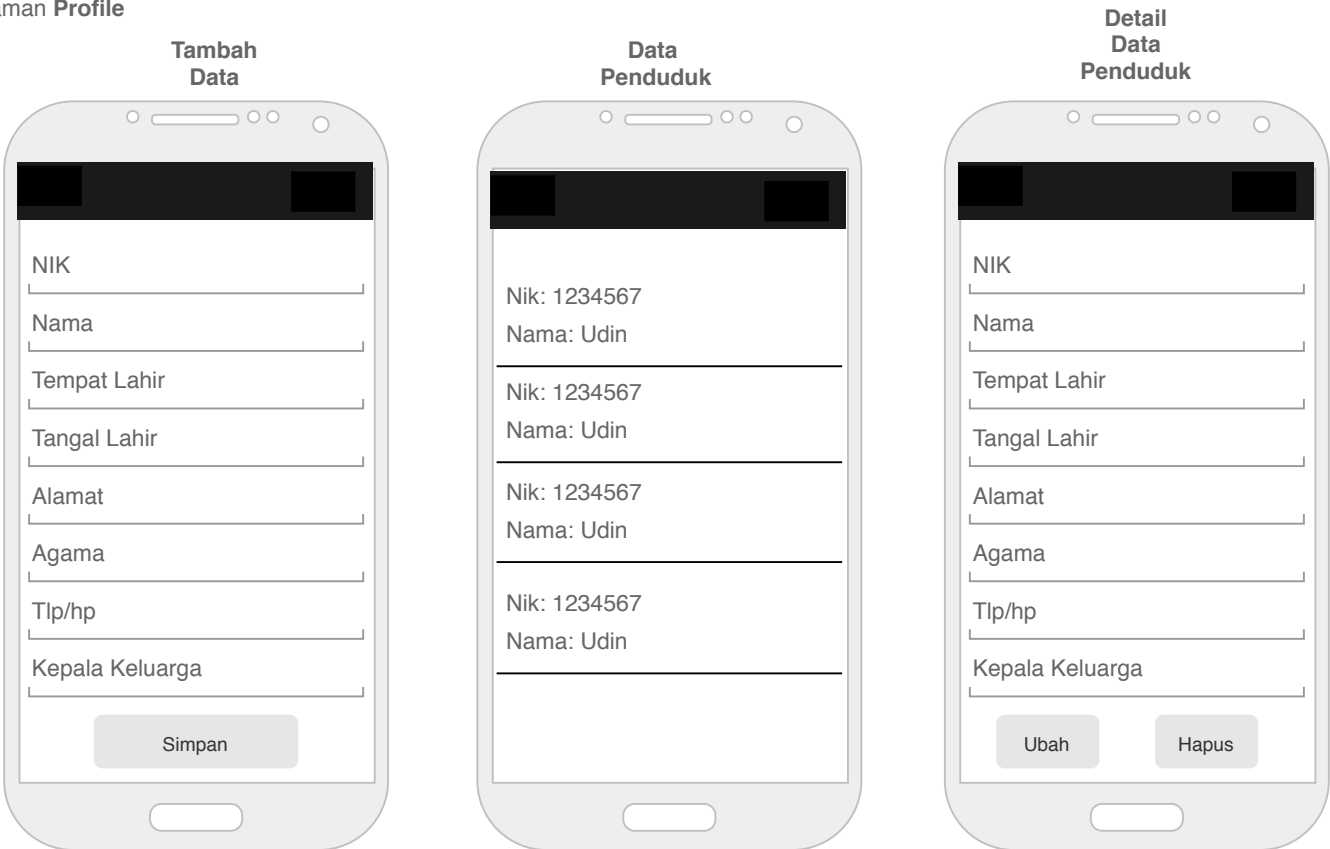 Profile
Tambah
Data
NIK
Nama
Tempat Lahir
Tangal Lahir
Alamat
Agama
Tlp/hp
Kepala Keluarga
Simpan
Data
Penduduk
Nik: 1234567
Nama: Udin
Nik: 1234567
Nama: Udin
Nik: 1234567
Nama: Udin
Nik: 1234567
Nama: Udin
Detail
Data
Penduduk
NIK
Nama
Tempat Lahir
Tangal Lahir
Alamat
Agama
Tlp/hp
Kepala Keluarga
Ubah
Hapus